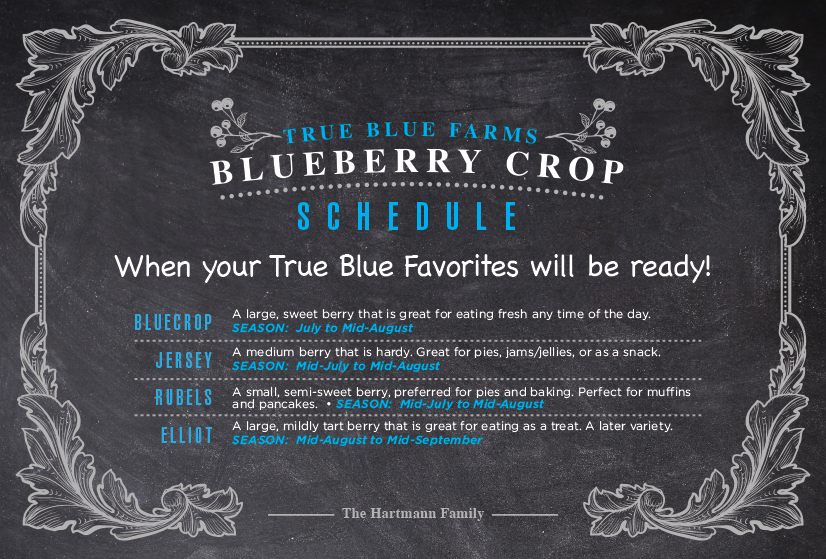 TRUE BLUE FARMS
BLUEBERRY CROP
SCHEDULE
When your True Blue Favorites will be ready!
BLUECROP
A large, sweet berry that is great for eating fresh any time of the day.
SEASON: July to Mid-August
JERSEY
A medium berry that is hardy. Great for pies, jams/jellies, or as a snack.
SEASON: Mid-July to Mid-August
RUBELS
A small, semi-sweet berry, preferred for pies and baking. Perfect for muffins
and pancakes. • SEASON: Mid-July to Mid-August
ELLIOT
A large, mildly tart berry that is great for eating as a treat. A later variety.
SEASON: Mid-August to Mid-September
The Hartmann Family